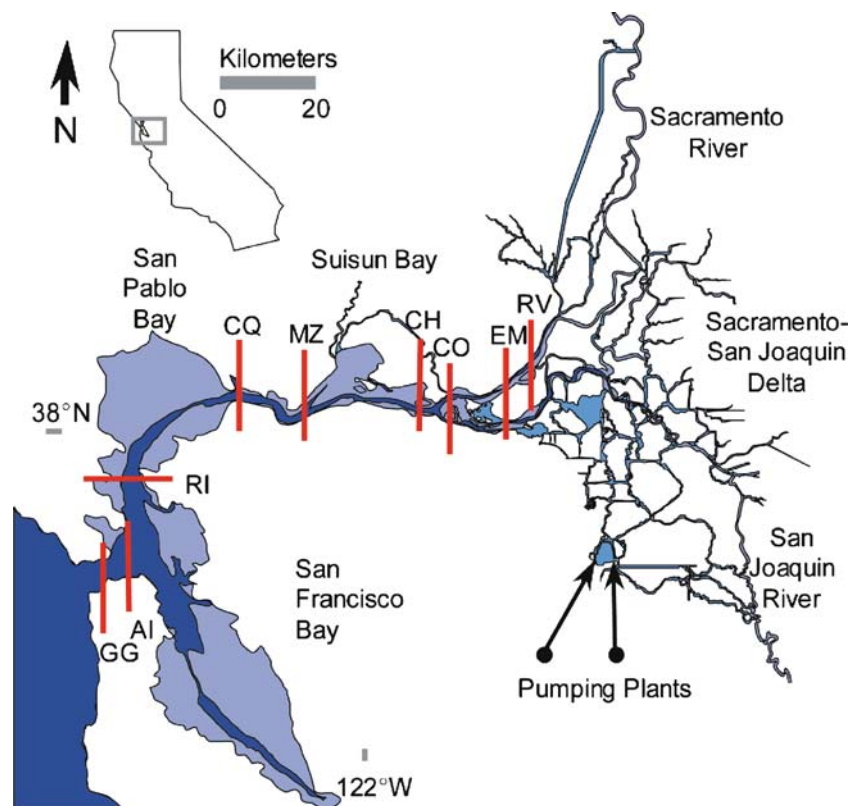 Kilometers
0 20
N
Sacramento
River
San
Pablo
Bay
Suisun Bay
CQ
MZ
CH
CO
EM
RV
Sacramento-
San Joaquin
Delta
38°N
RI
San
Francisco
Bay
San
Joaquin
River
AI
GG
Pumping Plants
122°W